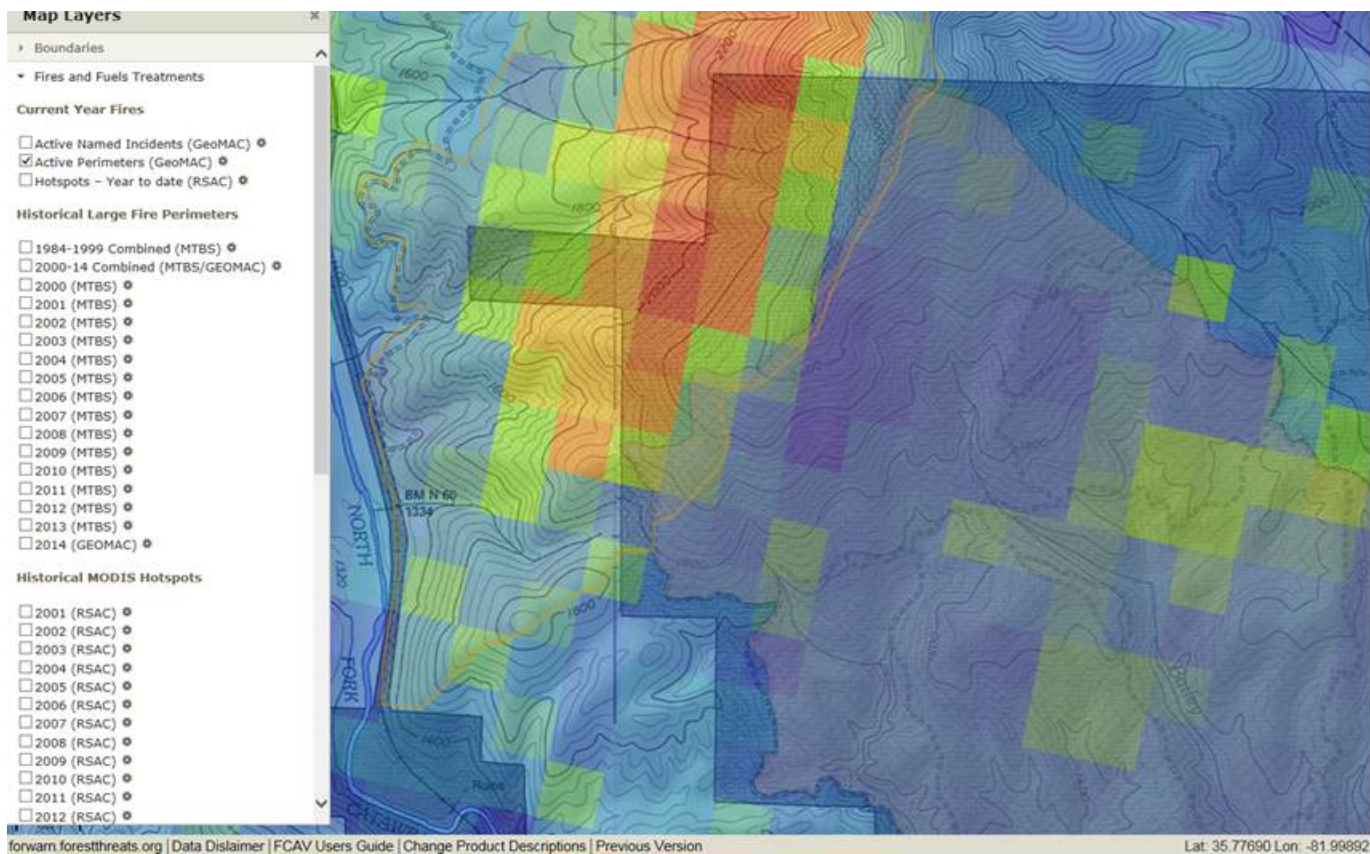 Map Layers
Boundaries
Fires and Fuels Treatments
Current Year Fires
Active Named Incidents (GeoMAC)
Active Perimeters (GeoMAC)
Hotspots – Year to date (RSAC)
Historical Large Fire Perimeters
1984-1999 Combined (MTBS)
2000-14 Combined (MTBS/GEOMAC)
2000 (MTBS)
2001 (MTBS)
2002 (MTBS)
2003 (MTBS)
2004 (MTBS)
2005 (MTBS)
2006 (MTBS)
2007 (MTBS)
2008 (MTBS)
2009 (MTBS)
2010 (MTBS)
2011 (MTBS)
2012 (MTBS)
2013 (MTBS)
2014 (GEOMAC)
Historical MODIS Hotspots
2001 (RSAC)
2002 (RSAC)
2003 (RSAC)
2004 (RSAC)
2005 (RSAC)
2006 (RSAC)
2007 (RSAC)
2008 (RSAC)
2009 (RSAC)
2010 (RSAC)
2011 (RSAC)
2012 (RSAC)
2200
1600
1800
2000
BM N 60
1334
NORTH
1320
FORK
1800
1400
Ruins
forwarn.forestthreats.org | Data Dislaimer | FCAV Users Guide | Change Product Descriptions | Previous Version
Lat: 35.77690 Lon: -81.99892